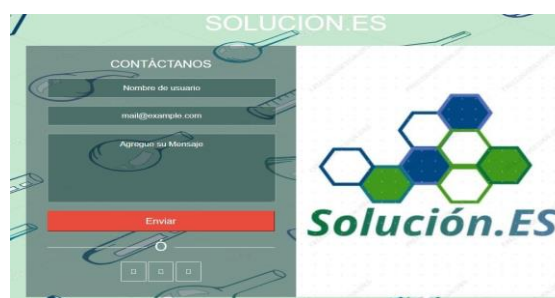 SOLUCION.ES
CONTÁCTANOS
Nombre de usuario
mail@example.com
Agregue su Mensaje
Enviar
Ó
Solución.ES